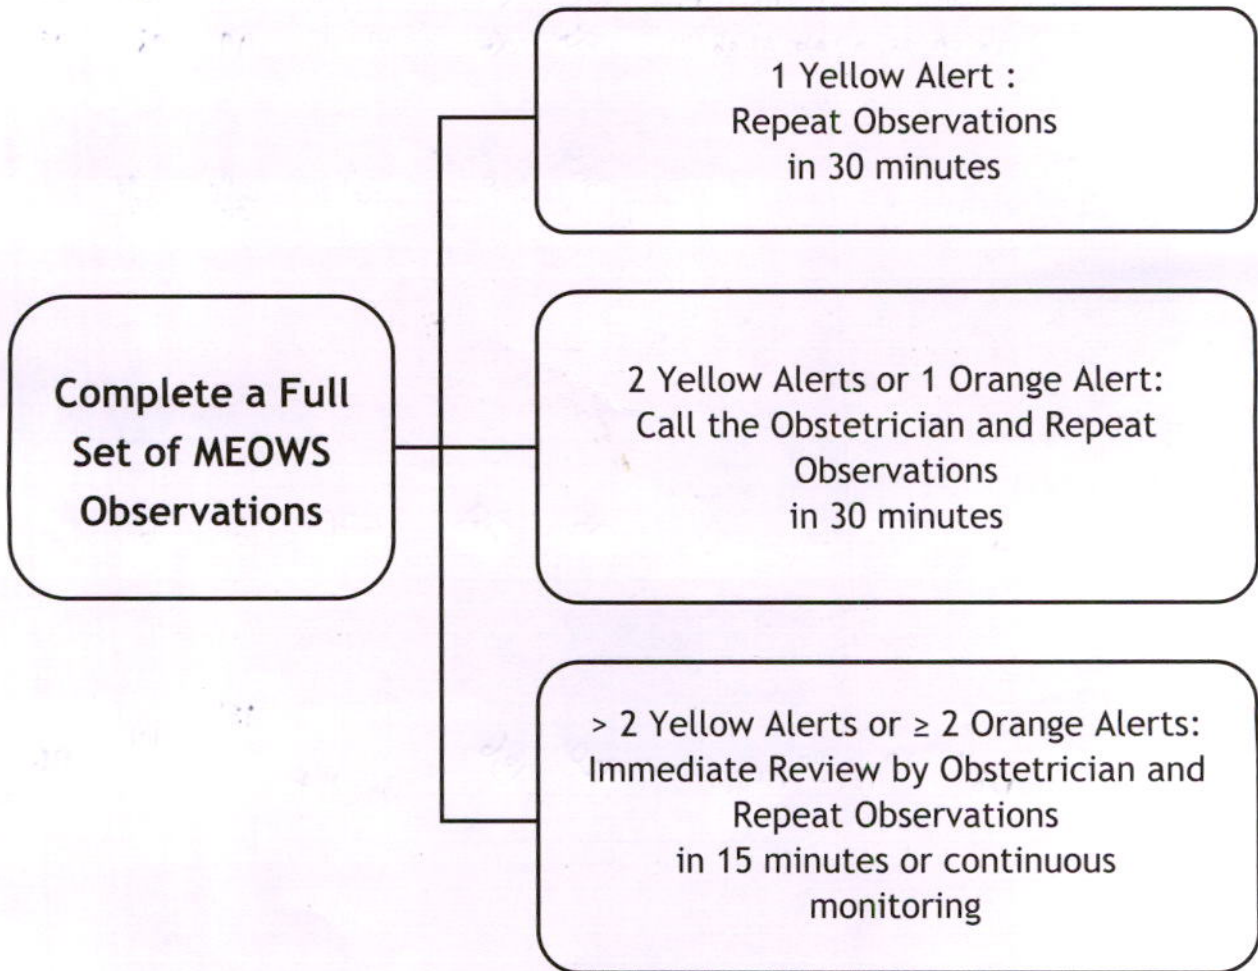 1 Yellow Alert :
Repeat Observations
in 30 minutes
Complete a Full
Set of MEOWS
Observations
2 Yellow Alerts or 1 Orange Alert:
Call the Obstetrician and Repeat
Observations
in 30 minutes
> 2 Yellow Alerts or ≥ 2 Orange Alerts:
Immediate Review by Obstetrician and
Repeat Observations
in 15 minutes or continuous
monitoring